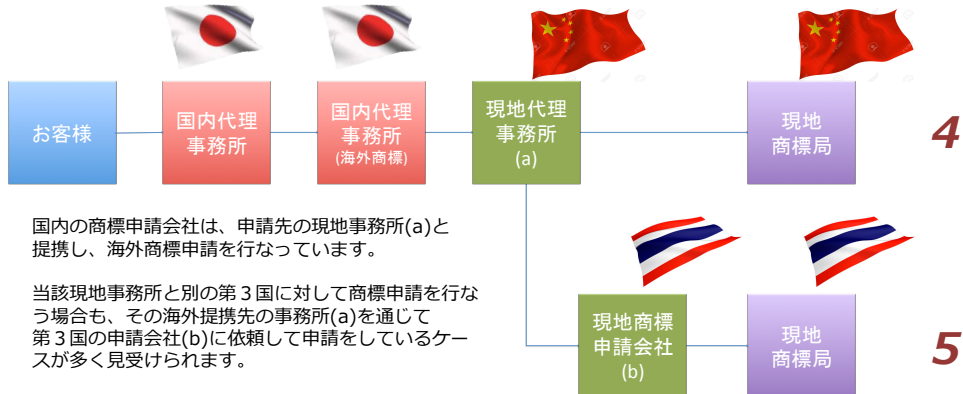 お客様
国内代理
事務所
国内代理
事務所
(海外商標)
現地代理
事務所
(a)
現地
商標局
4
国内の商標申請会社は、申請先の現地事務所(a)と
提携し、海外商標申請を行なっています。
当該現地事務所と別の第３国に対して商標申請を行な
う場合も、その海外提携先の事務所(a)を通じて
第３国の申請会社(b)に依頼して申請をしているケー
スが多く見受けられます。
現地商標
申請会社
(b)
現地
商標局
5